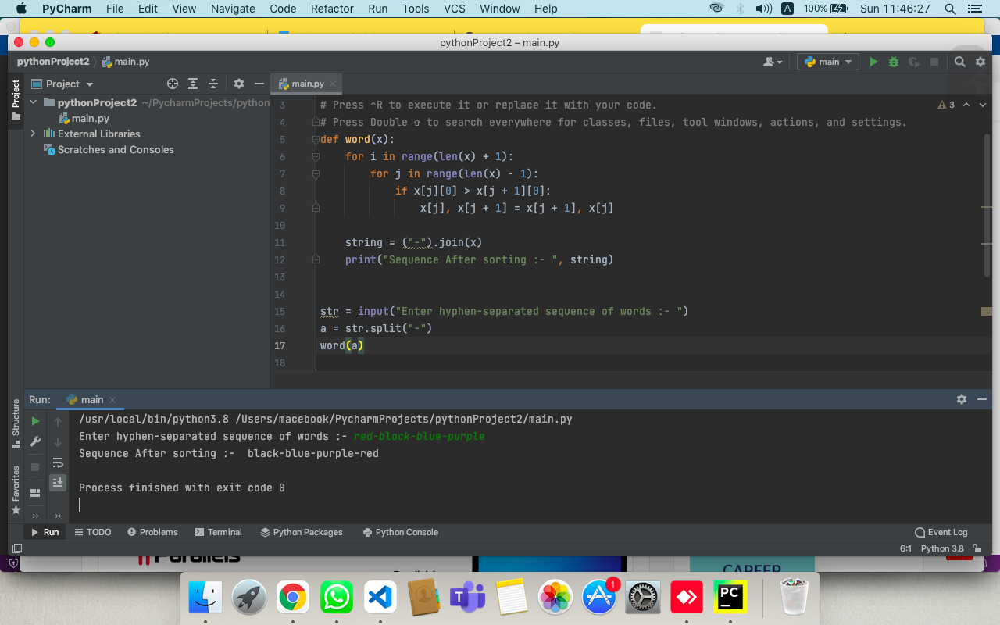 PyCharm File Edit View Navigate Code Refactor Run Tools VCS Window Help A 100% Sun 11:46:27
pythonProject2 – main.py
pythonProject2 main.py main
Project Project main.py
pythonProject2 ~/PycharmProjects/python
main.py
External Libraries
Scratches and Consoles
3 # Press ^R to execute it or replace it with your code. 3
4 # Press Double ⇧ to search everywhere for classes, files, tool windows, actions, and settings.
5 def word(x):
6 for i in range(len(x) + 1):
7 for j in range(len(x) - 1):
8 if x[j][0] > x[j + 1][0]:
9 x[j], x[j + 1] = x[j + 1], x[j]
10
11 string = ("-").join(x)
12 print("Sequence After sorting :- ", string)
13
14
15 str = input("Enter hyphen-separated sequence of words :- ")
16 a = str.split("-")
17 word(a)
18
Run: main
/usr/local/bin/python3.8 /Users/macebook/PycharmProjects/pythonProject2/main.py
Enter hyphen-separated sequence of words :- red-black-blue-purple
Sequence After sorting :-  black-blue-purple-red
Process finished with exit code 0
Structure
Favorites
Run TODO Problems Terminal Python Packages Python Console Event Log
6:1 Python 3.8
Parallels
CAREER
T
1
PC